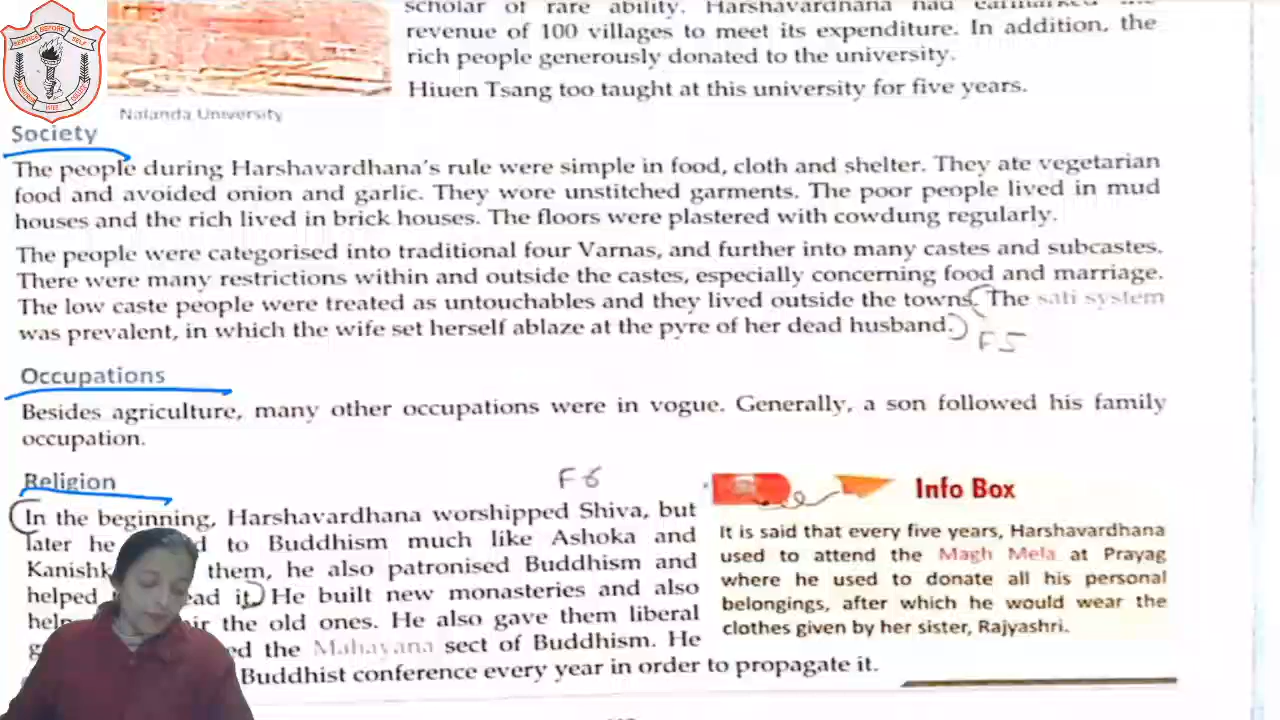 SERVICE BEFORE SELF
scholar of rare ability. Harshavardhana had earmarked the
revenue of 100 villages to meet its expenditure. In addition, the
rich people generously donated to the university.
Hiuen Tsang too taught at this university for five years.
Nalanda University
Society
The people during Harshavardhana's rule were simple in food, cloth and shelter. They ate vegetarian
food and avoided onion and garlic. They wore unstitched garments. The poor people lived in mud
houses and the rich lived in brick houses. The floors were plastered with cowdung regularly.
The people were categorised into traditional four Varnas, and further into many castes and subcastes.
There were many restrictions within and outside the castes, especially concerning food and marriage.
The low caste people were treated as untouchables and they lived outside the towns. (The sati system
was prevalent, in which the wife set herself ablaze at the pyre of her dead husband.)
F5
Occupations
Besides agriculture, many other occupations were in vogue. Generally, a son followed his family
occupation.
Religion
F6
(In the beginning, Harshavardhana worshipped Shiva, but
later he to Buddhism much like Ashoka and
them, he also patronised Buddhism and
helped it.) He built new monasteries and also
the old ones. He also gave them liberal
the Mahayana sect of Buddhism. He
Buddhist conference every year in order to propagate it.
Info Box
It is said that every five years, Harshavardhana
used to attend the Magh Mela at Prayag
where he used to donate all his personal
belongings, after which he would wear the
clothes given by her sister, Rajyashri.